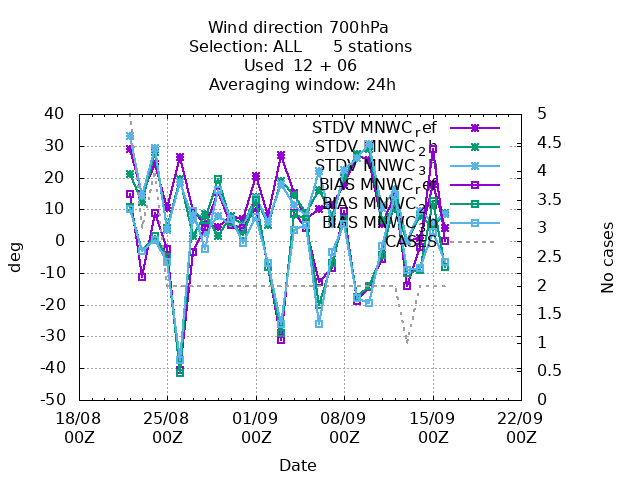 Wind direction 700hPa
Selection: ALL 5 stations
Used 12 + 06
Averaging window: 24h
STDV MNWC_ref
STDV MNWC_2h
STDV MNWC_3
BIAS MNWC_ref
BIAS MNWC_2
BIAS MNWC_3h
CASES
40
30
20
10
0
-10
-20
-30
-40
-50
deg
5
4.5
4
3.5
3
2.5
2
1.5
1
0.5
0
No cases
18/08 25/08 01/09 08/09 15/09 22/09
00Z 00Z 00Z 00Z 00Z 00Z
Date